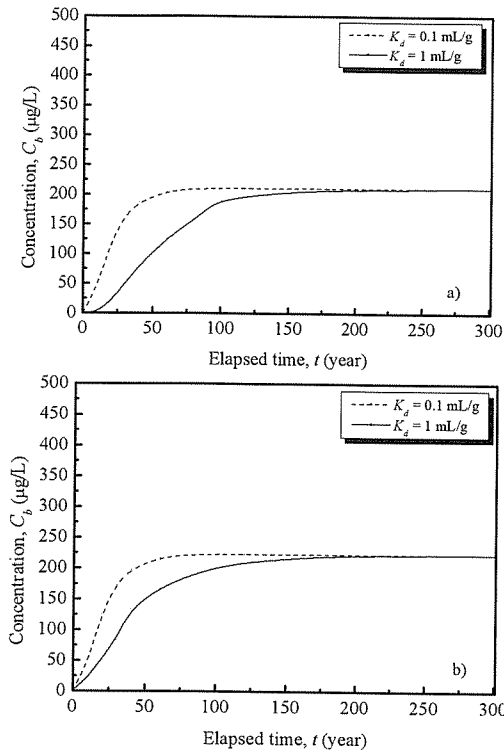 500
450
400
350
300
250
200
150
100
50
0
Concentration, C_b (µg/L)
K_d = 0.1 mL/g
K_d = 1 mL/g
a)
0 50 100 150 200 250 300
Elapsed time, t (year)
500
450
400
350
300
250
200
150
100
50
0
Concentration, C_b (µg/L)
K_d = 0.1 mL/g
K_d = 1 mL/g
b)
0 50 100 150 200 250 300
Elapsed time, t (year)